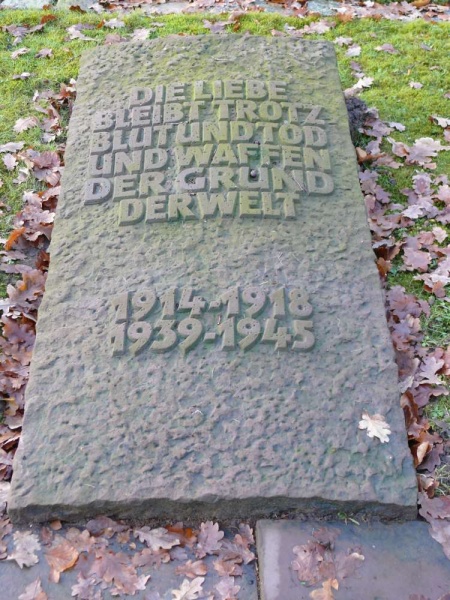 DIE LIEBE
BLEIBT TROTZ
BLUT UND TOD
UND WAFFEN
DER GRUND
DER WELT
1914-1918
1939-1945